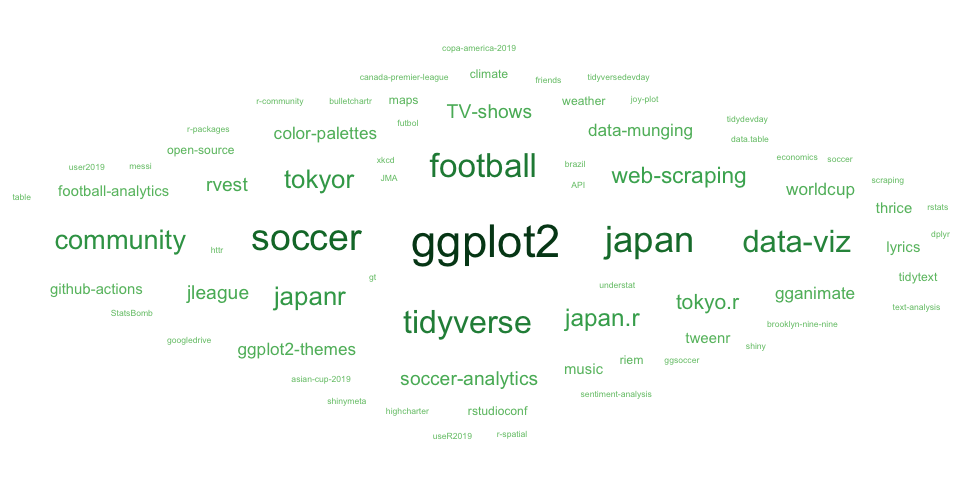 copa-america-2019
canada-premier-league climate friends tidyversedevday
r-community bulletchartr maps TV-shows weather joy-plot
r-packages color-palettes futbol data-munging tidydevday
open-source data.table
user2019 messi xkcd football brazil economics soccer
table football-analytics rvest tokyor JMA API web-scraping worldcup scraping
thrice rstats
community httr soccer ggplot2 japan data-viz lyrics dplyr
github-actions jleague japanr gt understat tokyo.r gganimate tidytext
StatsBomb tidyverse japan.r text-analysis
googledrive ggplot2-themes tweenr brooklyn-nine-nine
shiny
asian-cup-2019 soccer-analytics music riem ggsoccer
shinymeta highcharter rstudioconf sentiment-analysis
useR2019 r-spatial